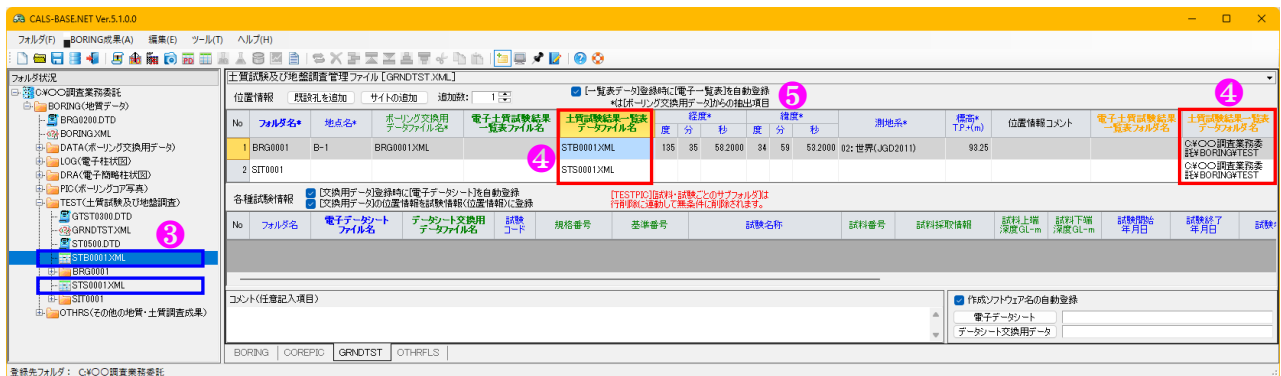 CALS-BASE.NET Ver.5.1.0.0
フォルダ(F) BORING成果(A) 編集(E) ツール(T) ヘルプ(H)
フォルダ状況
C:¥〇〇調査業務委託
BORING(地質データ)
BRG0200.DTD
BORING.XML
DATA(ボーリング交換用データ)
LOG(電子柱状図)
DRA(電子簡略柱状図)
PIC(ボーリングコア写真)
TEST(土質試験及び地盤調査)
GTST0300.DTD
GRNDTST.XML
ST0500.DTD
STB0001.XML
BRG0001
STS0001.XML
SIT0001
OTHRS(その他の地質・土質調査成果)
3
土質試験及び地盤調査管理ファイル [GRNDTST.XML]
位置情報 既読孔を追加 サイトの追加 追加数: 1
[一覧表データ]登録時に[電子一覧表]を自動登録
*は[ボーリング交換用データ]からの抽出項目
5
4
No フォルダ名* 地点名* ボーリング交換用データファイル名* 電子土質試験結果一覧表ファイル名 土質試験結果一覧表データファイル名 経度* 度 分 秒 緯度* 度 分 秒 測地系* 標高* T.P.+(m) 位置情報コメント 電子土質試験結果一覧表フォルダ名 土質試験結果一覧表データフォルダ名
1 BRG0001 B-1 BRG0001.XML STB0001.XML 135 35 58.2000 34 59 53.2000 02: 世界(JGD2011) 93.25 C:¥〇〇調査業務委託¥BORING¥TEST
4
2 SIT0001 STS0001.XML C:¥〇〇調査業務委託¥BORING¥TEST
各種試験情報
[交換用データ]登録時に[電子データシート]を自動登録
[交換用データ]の位置情報を試験情報(位置情報)に登録
[TESTPIC][試料・試験ごとのサブフォルダ]は
行削除に連動して無条件に削除されます。
No フォルダ名 電子データシートファイル名 データシート交換用データファイル名 試験コード 規格番号 基準番号 試験名称 試料番号 試料採取情報 試料上端深度GL-m 試料下端深度GL-m 試験開始年月日 試験終了年月日 試験
コメント(任意記入項目)
作成ソフトウェア名の自動登録
電子データシート
データシート交換用データ
BORING COREPIC GRNDTST OTHRFLS
登録先フォルダ: C:¥〇〇調査業務委託